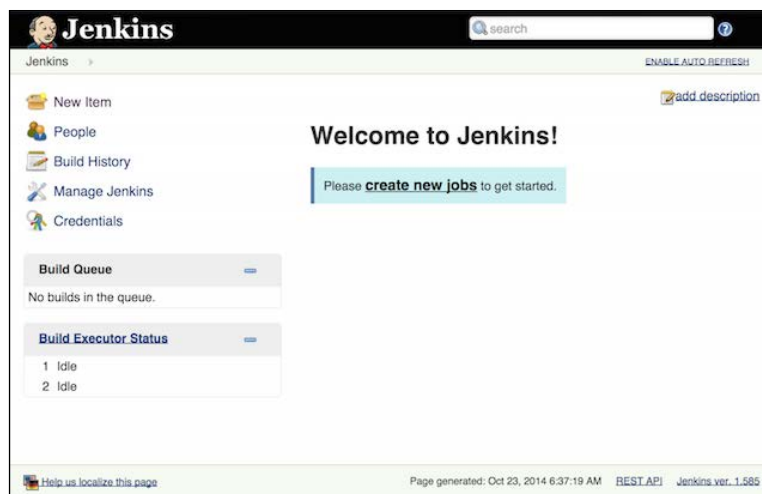 Jenkins
search
Jenkins
ENABLE AUTO REFRESH
New Item
People
Build History
Manage Jenkins
Credentials
add description
Welcome to Jenkins!
Please create new jobs to get started.
Build Queue
No builds in the queue.
Build Executor Status
1 Idle
2 Idle
Help us localize this page
Page generated: Oct 23, 2014 6:37:19 AM REST API Jenkins ver. 1.585